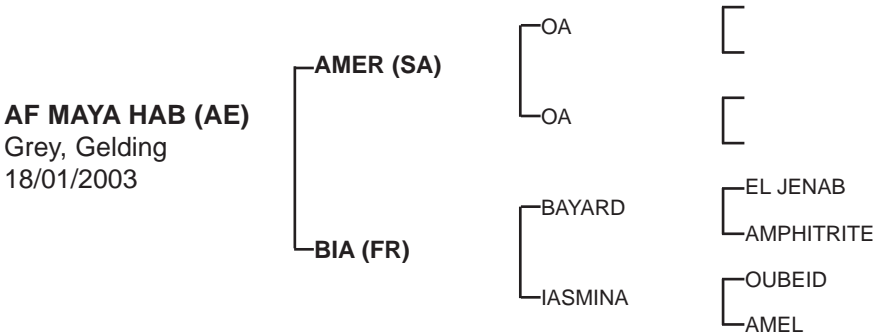 AF MAYA HAB (AE)
Grey, Gelding
18/01/2003
AMER (SA)
BIA (FR)
OA
OA
BAYARD
IASMINA
EL JENAB
AMPHITRITE
OUBEID
AMEL